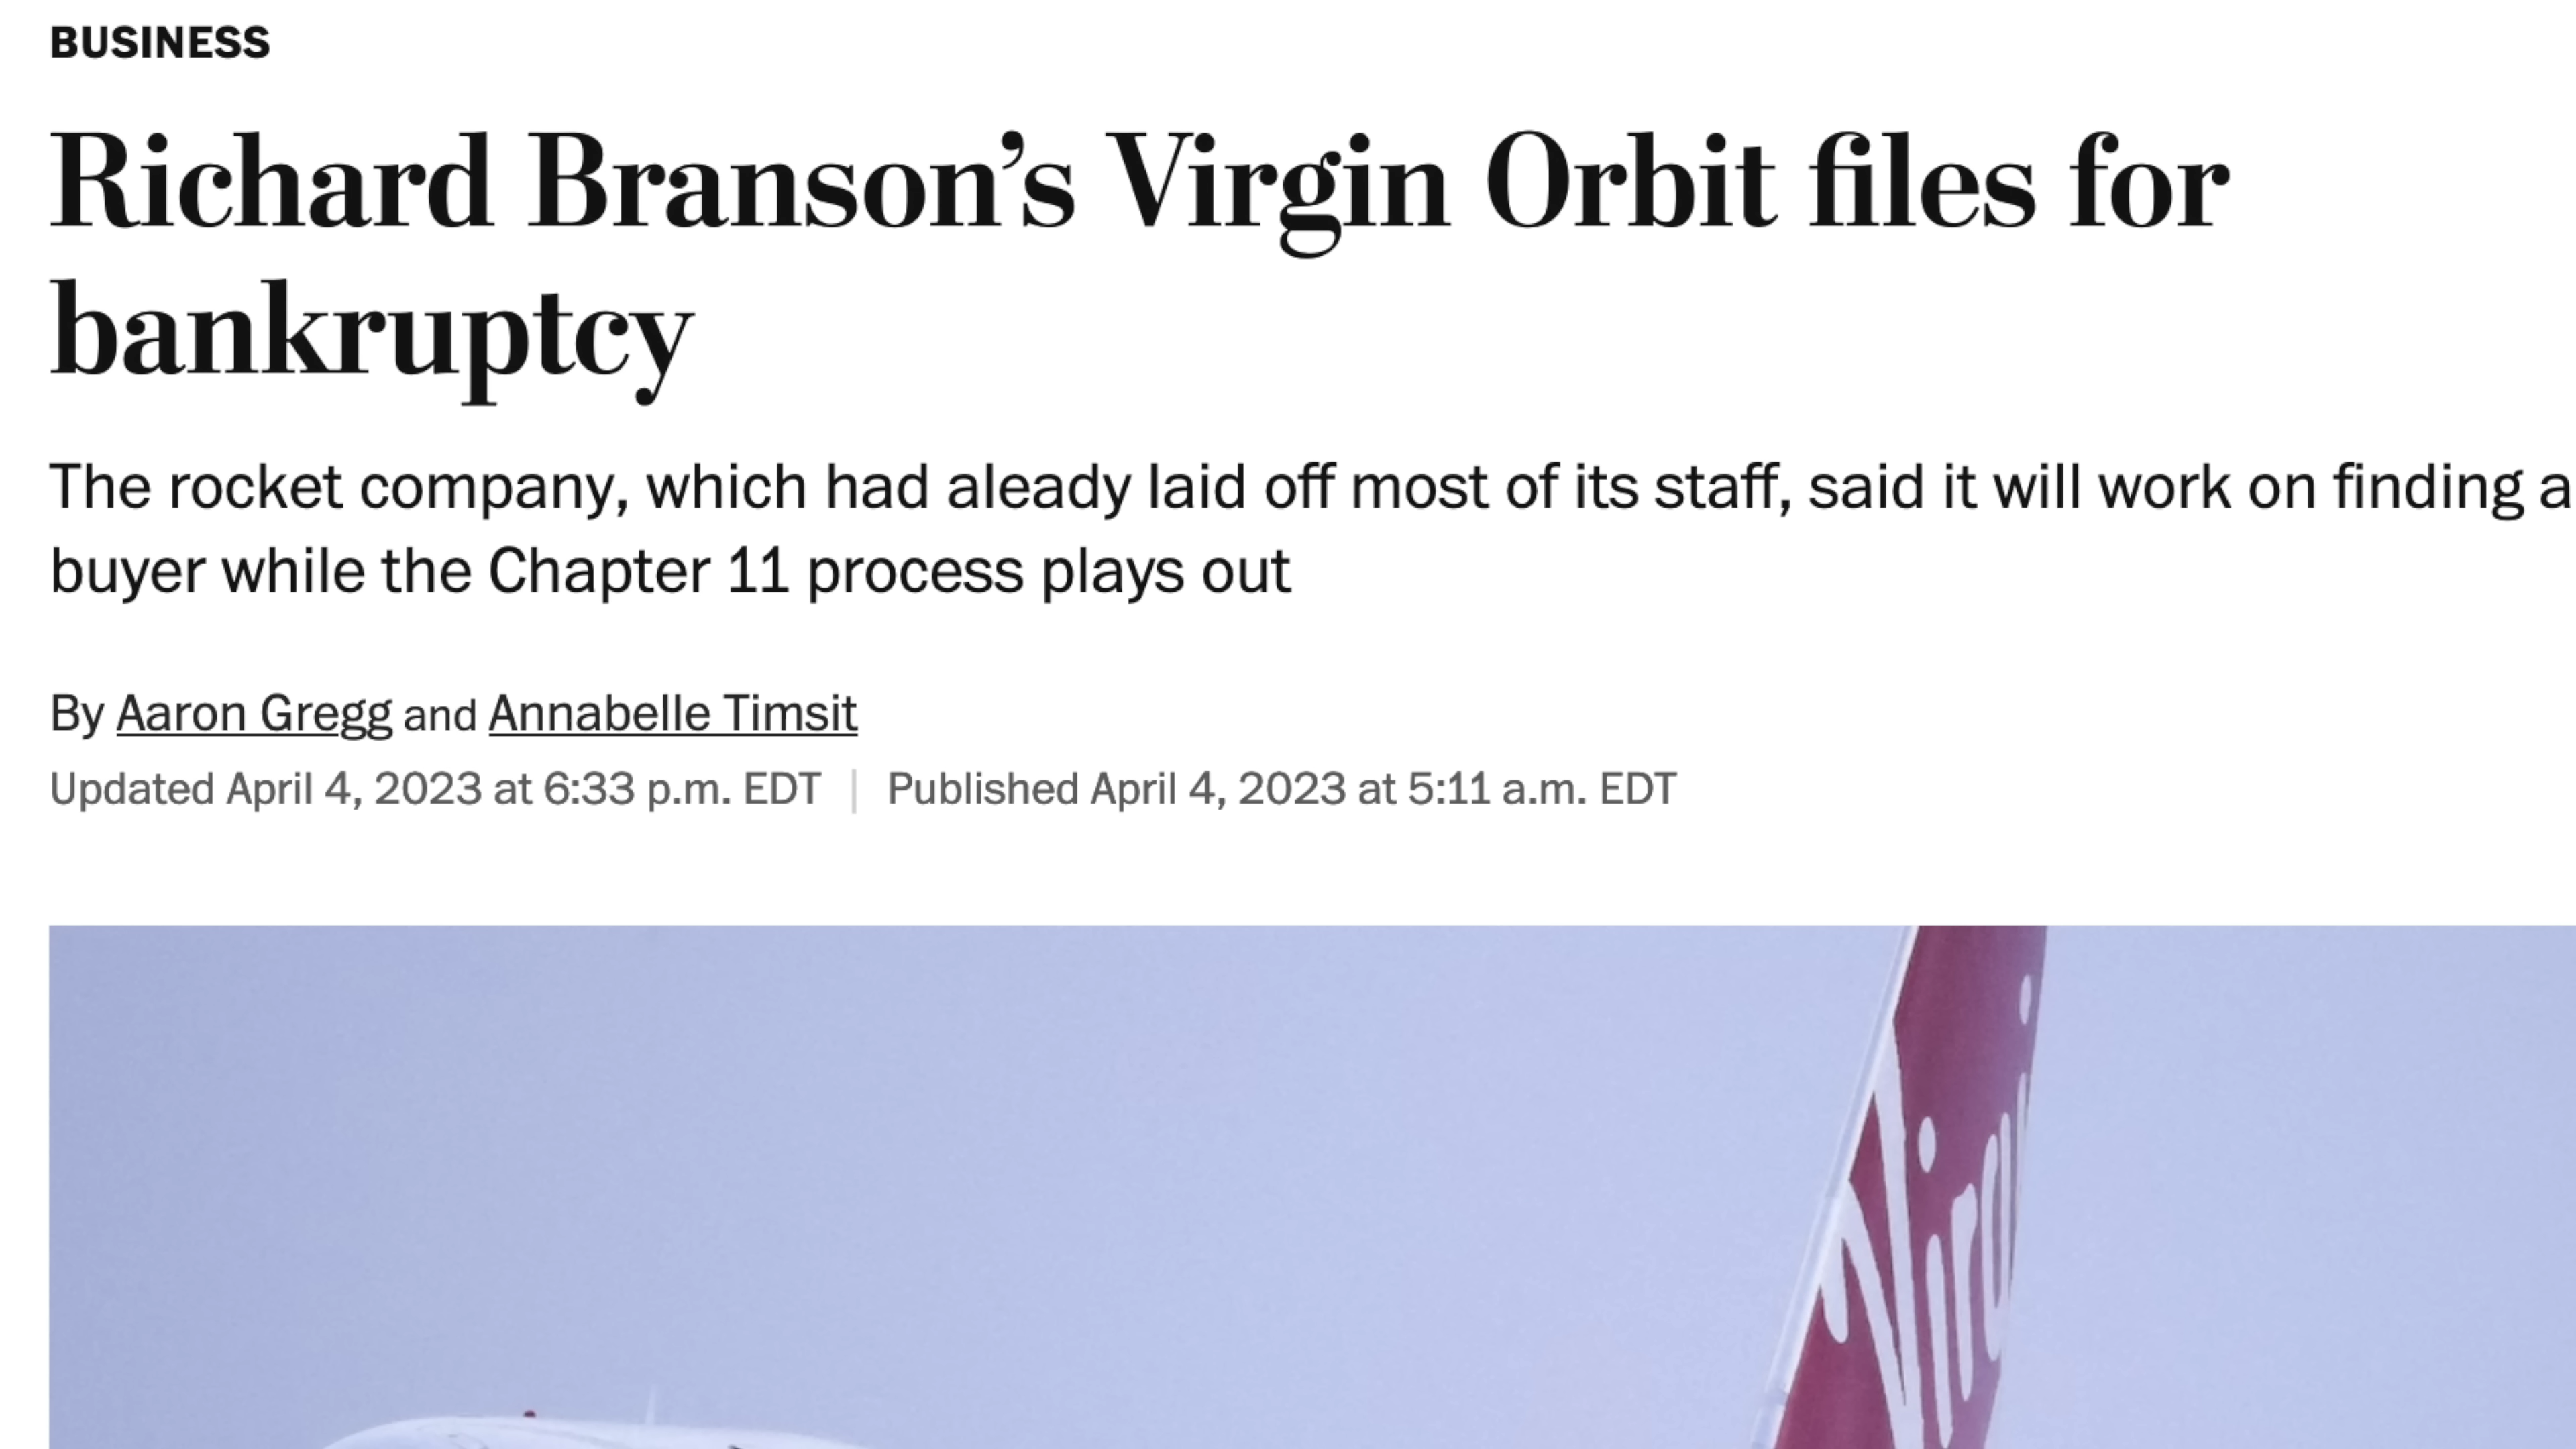 BUSINESS
Richard Branson’s Virgin Orbit files for
bankruptcy
The rocket company, which had aleady laid off most of its staff, said it will work on finding a
buyer while the Chapter 11 process plays out
By Aaron Gregg and Annabelle Timsit
Updated April 4, 2023 at 6:33 p.m. EDT | Published April 4, 2023 at 5:11 a.m. EDT